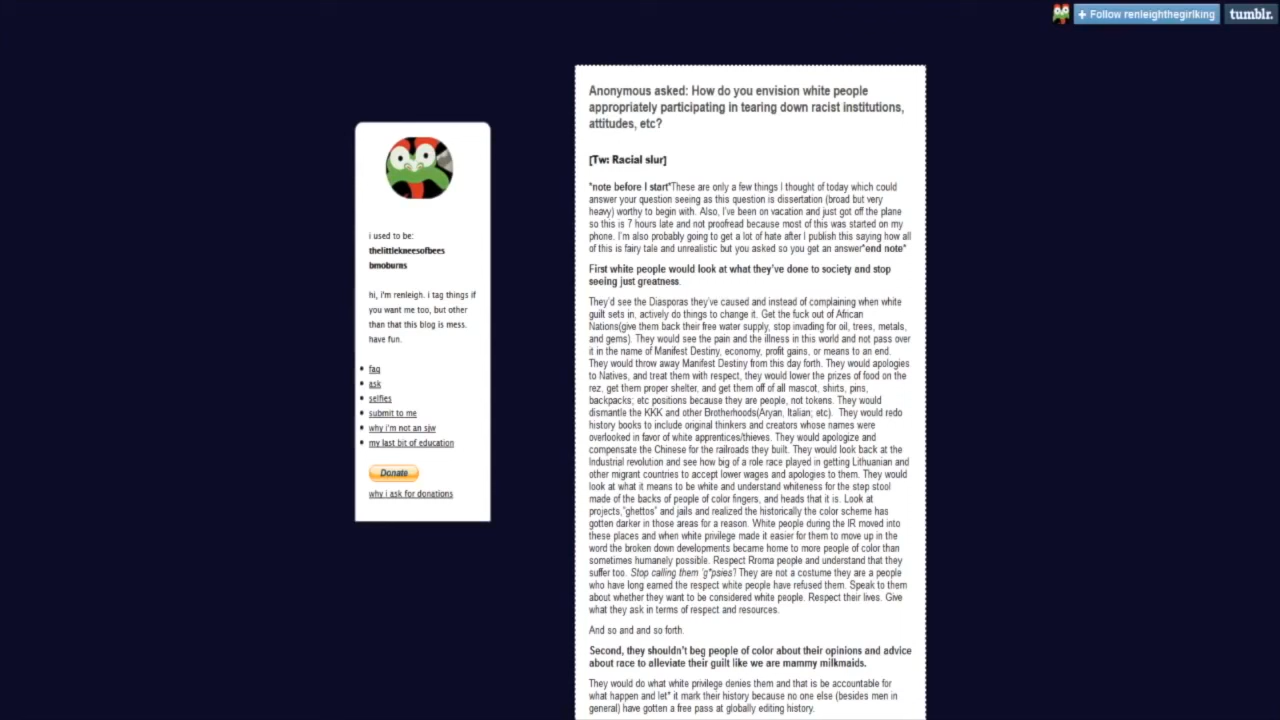 + Follow renleighthegirlking
tumblr.
i used to be:
thelittlekneesofbees
bmoburns
hi, i'm renleigh. i tag things if
you want me too, but other
than that this blog is mess.
have fun.
faq
ask
selfies
submit to me
why i'm not an sjw
my last bit of education
Donate
why i ask for donations
Anonymous asked: How do you envision white people
appropriately participating in tearing down racist institutions,
attitudes, etc?
[Tw: Racial slur]
*note before I start*These are only a few things I thought of today which could
answer your question seeing as this question is dissertation (broad but very
heavy) worthy to begin with. Also, I've been on vacation and just got off the plane
so this is 7 hours late and not proofread because most of this was started on my
phone. I'm also probably going to get a lot of hate after I publish this saying how all
of this is fairy tale and unrealistic but you asked so you get an answer*end note*
First white people would look at what they've done to society and stop
seeing just greatness.
They'd see the Diasporas they've caused and instead of complaining when white
guilt sets in, actively do things to change it. Get the fuck out of African
Nations(give them back their free water supply, stop invading for oil, trees, metals,
and gems). They would see the pain and the illness in this world and not pass over
it in the name of Manifest Destiny, economy, profit gains, or means to an end.
They would throw away Manifest Destiny from this day forth. They would apologies
to Natives, and treat them with respect, they would lower the prizes of food on the
rez, get them proper shelter, and get them off of all mascot, shirts, pins,
backpacks; etc positions because they are people, not tokens. They would
dismantle the KKK and other Brotherhoods(Aryan, Italian; etc). They would redo
history books to include original thinkers and creators whose names were
overlooked in favor of white apprentices/thieves. They would apologize and
compensate the Chinese for the railroads they built. They would look back at the
Industrial revolution and see how big of a role race played in getting Lithuanian and
other migrant countries to accept lower wages and apologies to them. They would
look at what it means to be white and understand whiteness for the step stool
made of the backs of people of color fingers, and heads that it is. Look at
projects,"ghettos" and jails and realized the historically the color scheme has
gotten darker in those areas for a reason. White people during the IR moved into
these places and when white privilege made it easier for them to move up in the
word the broken down developments became home to more people of color than
sometimes humanely possible. Respect Rroma people and understand that they
suffer too. Stop calling them 'g*psies'! They are not a costume they are a people
who have long earned the respect white people have refused them. Speak to them
about whether they want to be considered white people. Respect their lives. Give
what they ask in terms of respect and resources.
And so and and so forth.
Second, they shouldn't beg people of color about their opinions and advice
about race to alleviate their guilt like we are mammy milkmaids.
They would do what white privilege denies them and that is be accountable for
what happen and let* it mark their history because no one else (besides men in
general) have gotten a free pass at globally editing history.